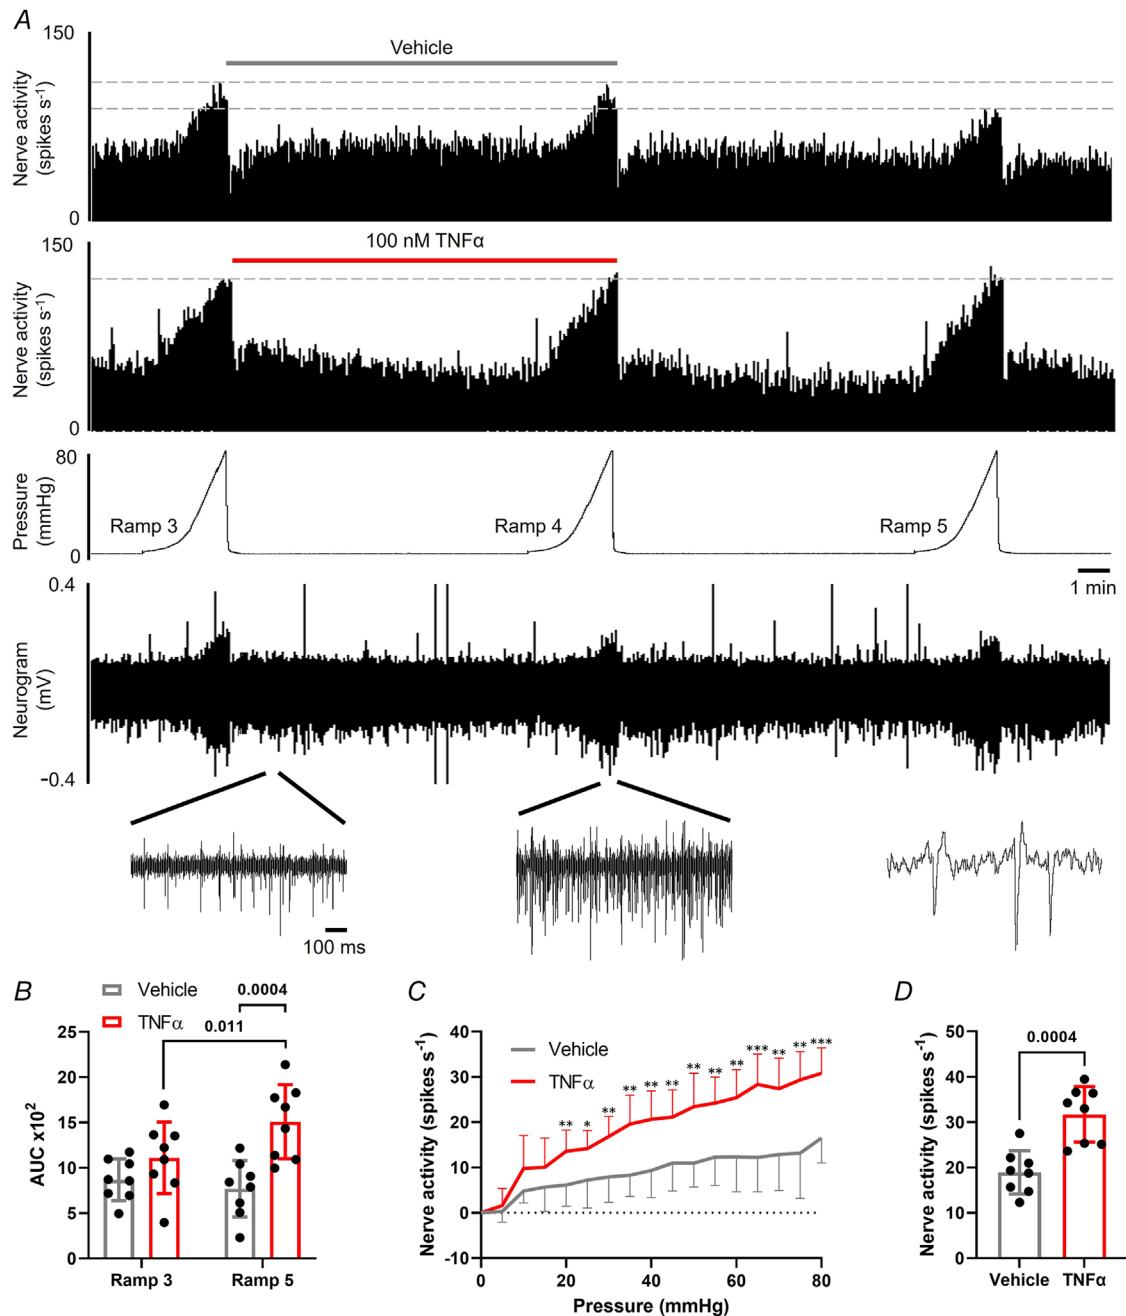 A
150
Vehicle
Nerve activity
(spikes s⁻¹)
0
150
100 nM TNFα
Nerve activity
(spikes s⁻¹)
0
80
Pressure
(mmHg)
Ramp 3
Ramp 4
Ramp 5
0
1 min
0.4
Neurogram
(mV)
-0.4
100 ms
B
Vehicle
TNFα
0.0004
0.011
25
20
15
10
5
0
AUC x10²
Ramp 3
Ramp 5
C
Vehicle
TNFα
40
30
20
10
0
-10
Nerve activity (spikes s⁻¹)
** * ** ** ** ** ** ** ** *** ** ** ***
0 20 40 60 80
Pressure (mmHg)
D
0.0004
50
40
30
20
10
0
Nerve activity (spikes s⁻¹)
Vehicle
TNFα